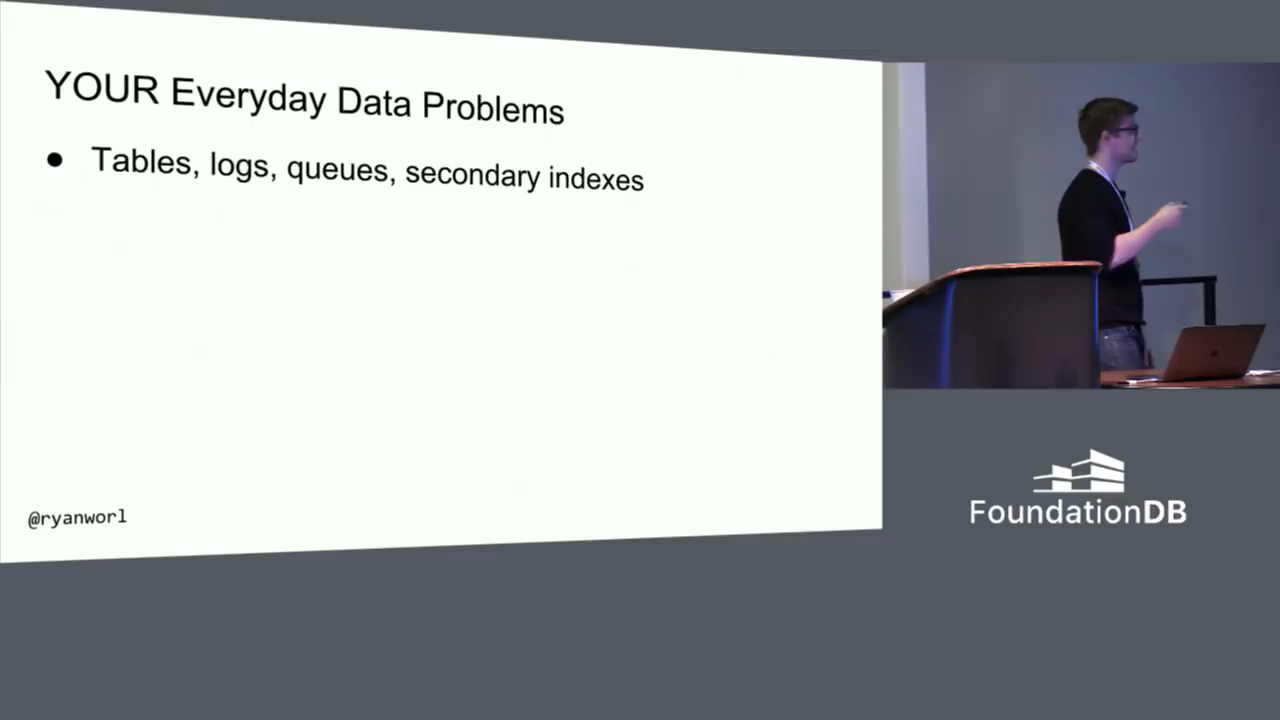 YOUR Everyday Data Problems
● Tables, logs, queues, secondary indexes
@ryanworl
FoundationDB